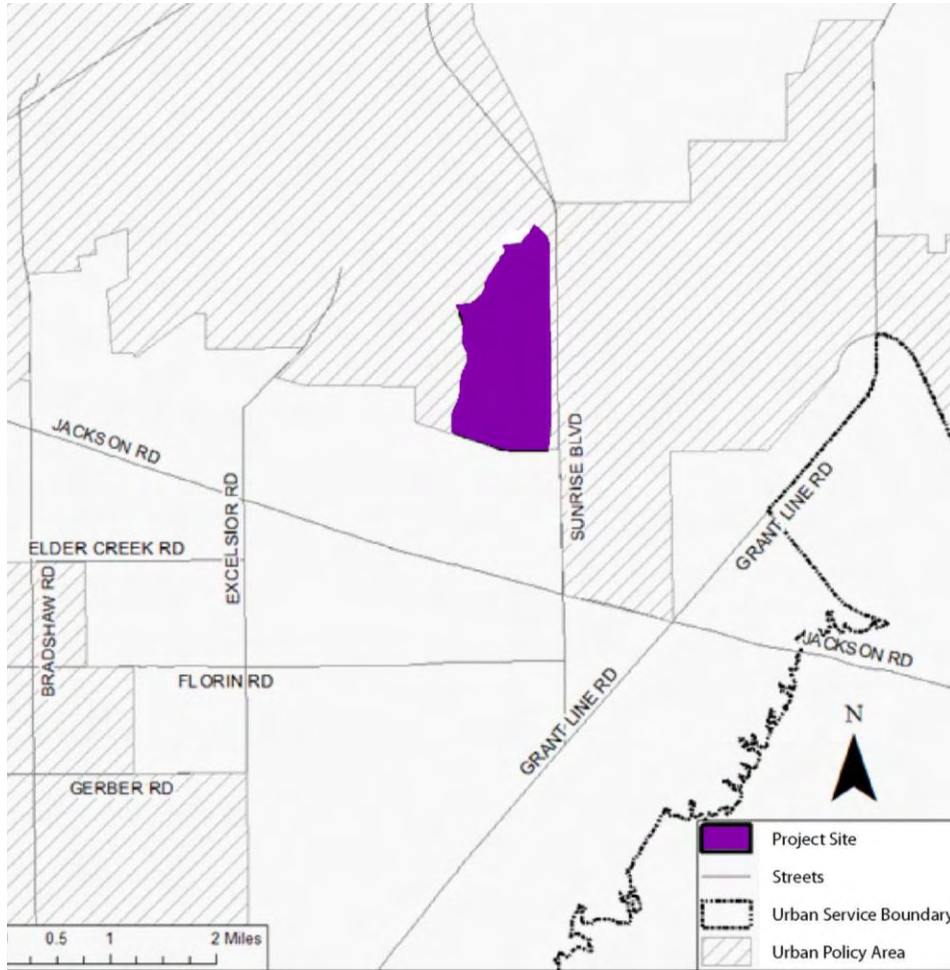 JACKSON RD
SUNRISE BLVD
GRANT LINE RD
EXCELSIOR RD
ELDER CREEK RD
BRADSHAW RD
JACKSON RD
FLORIN RD
GRANT LINE RD
N
GERBER RD
Project Site
Streets
Urban Service Boundary
Urban Policy Area
0.5 1 2 Miles